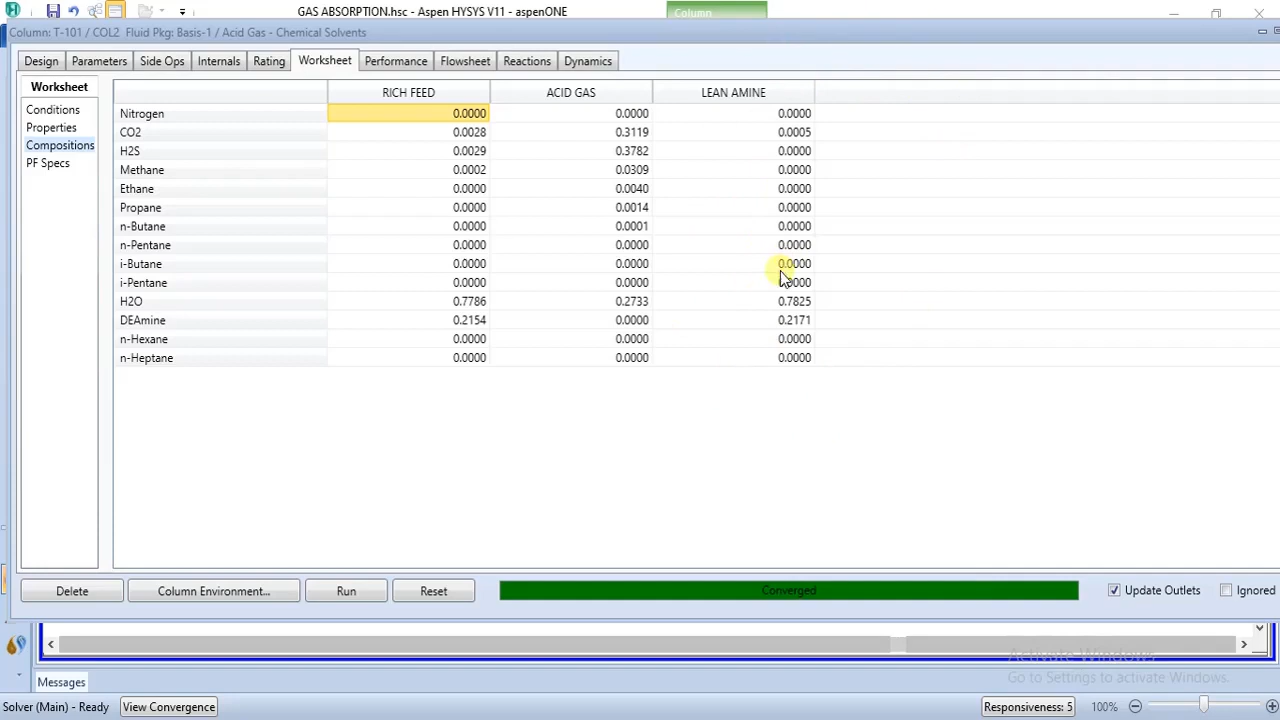 GAS ABSORPTION.hsc - Aspen HYSYS V11 - aspenONE
Column
Column: T-101 / COL2 Fluid Pkg: Basis-1 / Acid Gas - Chemical Solvents
Design Parameters Side Ops Internals Rating Worksheet Performance Flowsheet Reactions Dynamics
Worksheet
Conditions
Properties
Compositions
PF Specs
RICH FEED ACID GAS LEAN AMINE
Nitrogen 0.0000 0.0000 0.0000
CO2 0.0028 0.3119 0.0005
H2S 0.0029 0.3782 0.0000
Methane 0.0002 0.0309 0.0000
Ethane 0.0000 0.0040 0.0000
Propane 0.0000 0.0014 0.0000
n-Butane 0.0000 0.0001 0.0000
n-Pentane 0.0000 0.0000 0.0000
i-Butane 0.0000 0.0000 0.0000
i-Pentane 0.0000 0.0000 0.0000
H2O 0.7786 0.2733 0.7825
DEAmine 0.2154 0.0000 0.2171
n-Hexane 0.0000 0.0000 0.0000
n-Heptane 0.0000 0.0000 0.0000
Delete Column Environment... Run Reset Converged Update Outlets Ignored
Activate Windows
Go to Settings to activate Windows.
Messages
Solver (Main) - Ready View Convergence Responsiveness: 5 100%